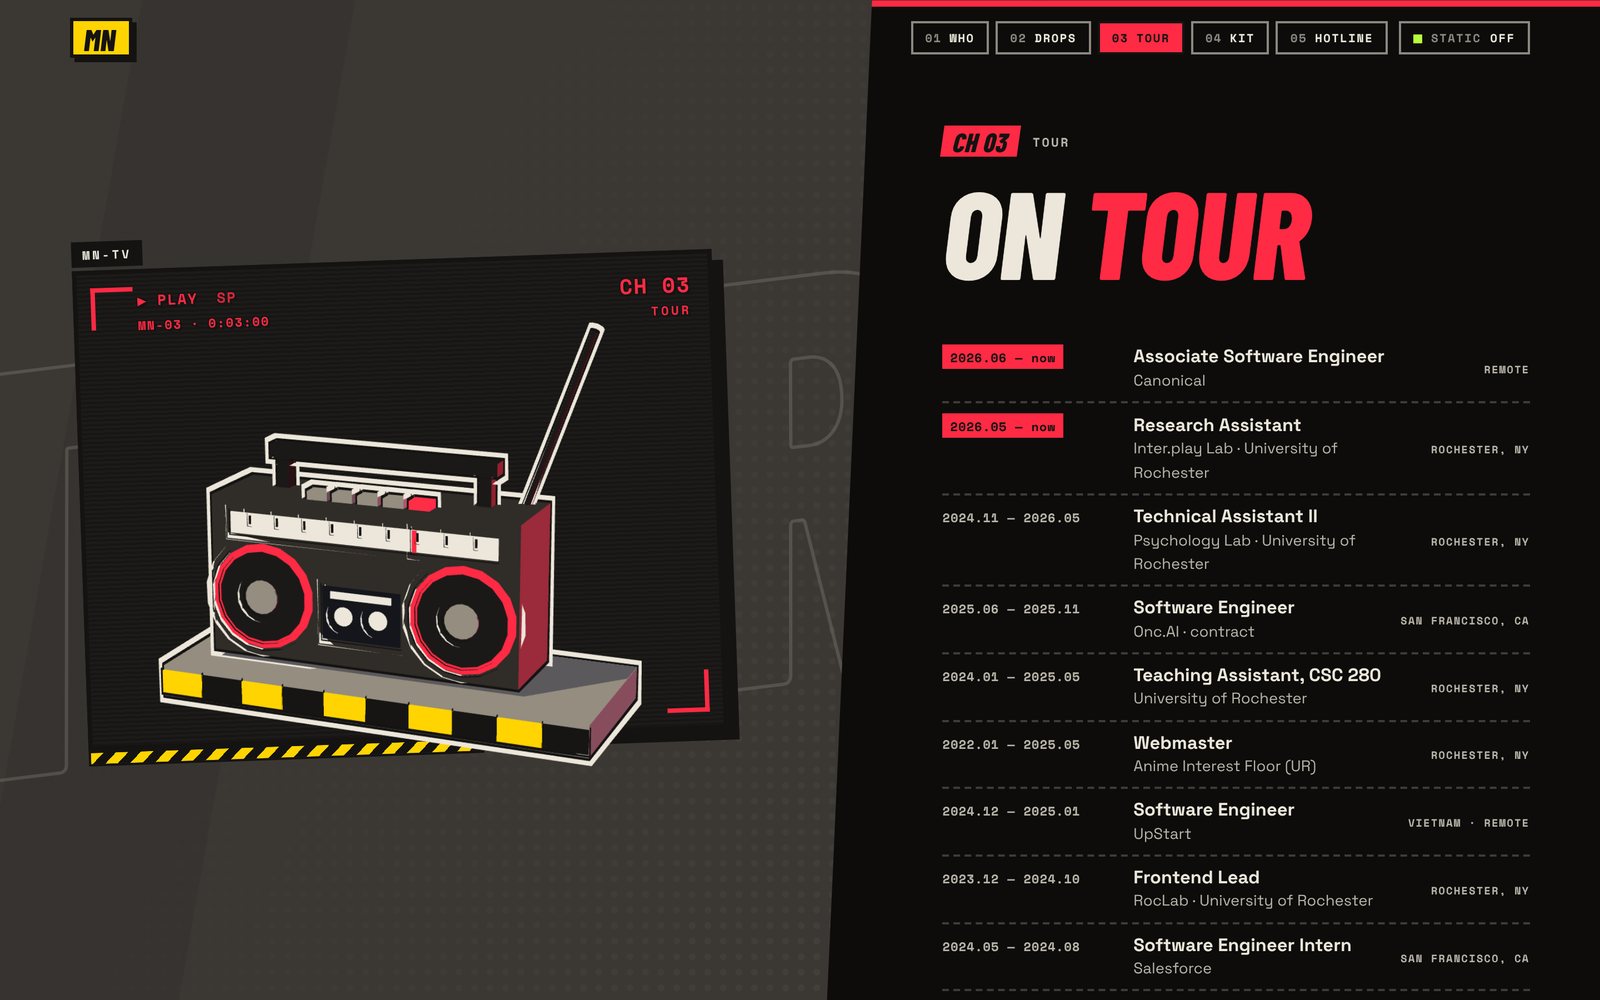 MN
01 WHO
02 DROPS
03 TOUR
04 KIT
05 HOTLINE
STATIC OFF
MN-TV
▶ PLAY SP
MN-03 · 0:03:00
CH 03
TOUR
CH 03 TOUR
ON TOUR
2026.06 — now
Associate Software Engineer
Canonical
REMOTE
2026.05 — now
Research Assistant
Inter.play Lab · University of
Rochester
ROCHESTER, NY
2024.11 — 2026.05
Technical Assistant II
Psychology Lab · University of
Rochester
ROCHESTER, NY
2025.06 — 2025.11
Software Engineer
Onc.AI · contract
SAN FRANCISCO, CA
2024.01 — 2025.05
Teaching Assistant, CSC 280
University of Rochester
ROCHESTER, NY
2022.01 — 2025.05
Webmaster
Anime Interest Floor (UR)
ROCHESTER, NY
2024.12 — 2025.01
Software Engineer
UpStart
VIETNAM · REMOTE
2023.12 — 2024.10
Frontend Lead
RocLab · University of Rochester
ROCHESTER, NY
2024.05 — 2024.08
Software Engineer Intern
Salesforce
SAN FRANCISCO, CA